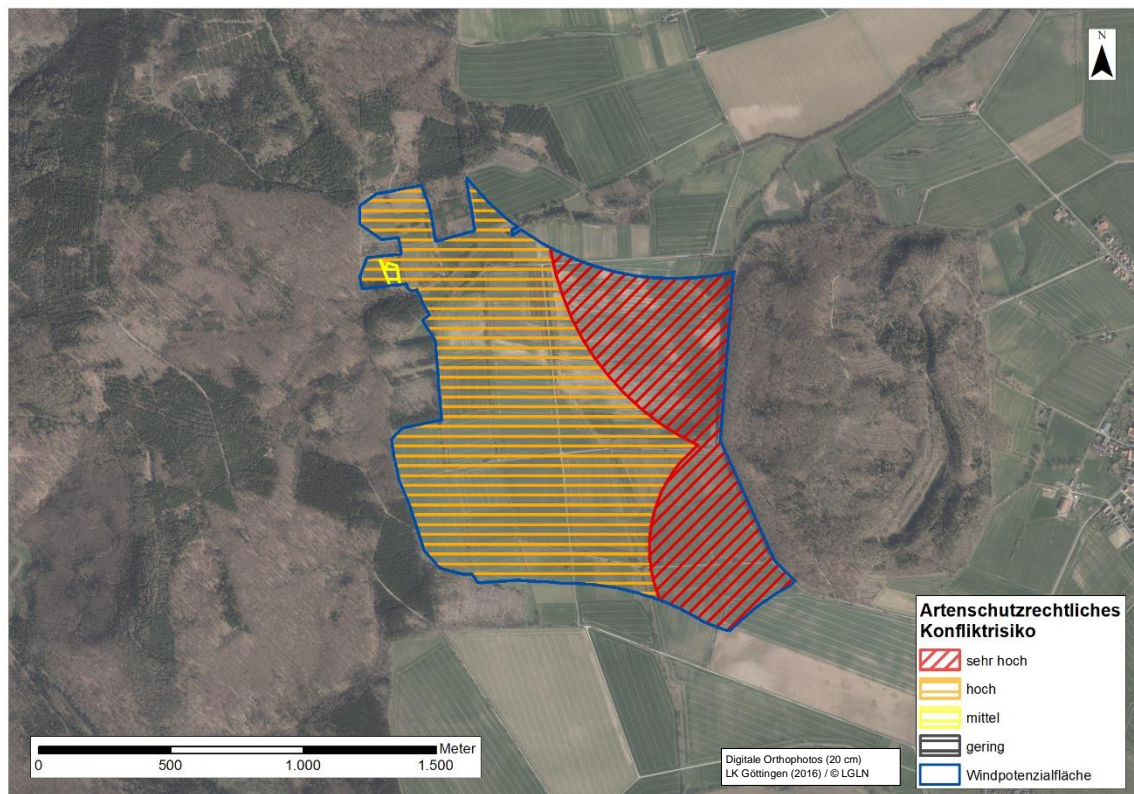 N
Artenschutzrechtliches
Konfliktrisiko
sehr hoch
hoch
mittel
gering
Windpotenzialfläche
Meter
0 500 1.000 1.500
Digitale Orthophotos (20 cm)
LK Göttingen (2016) / © LGLN